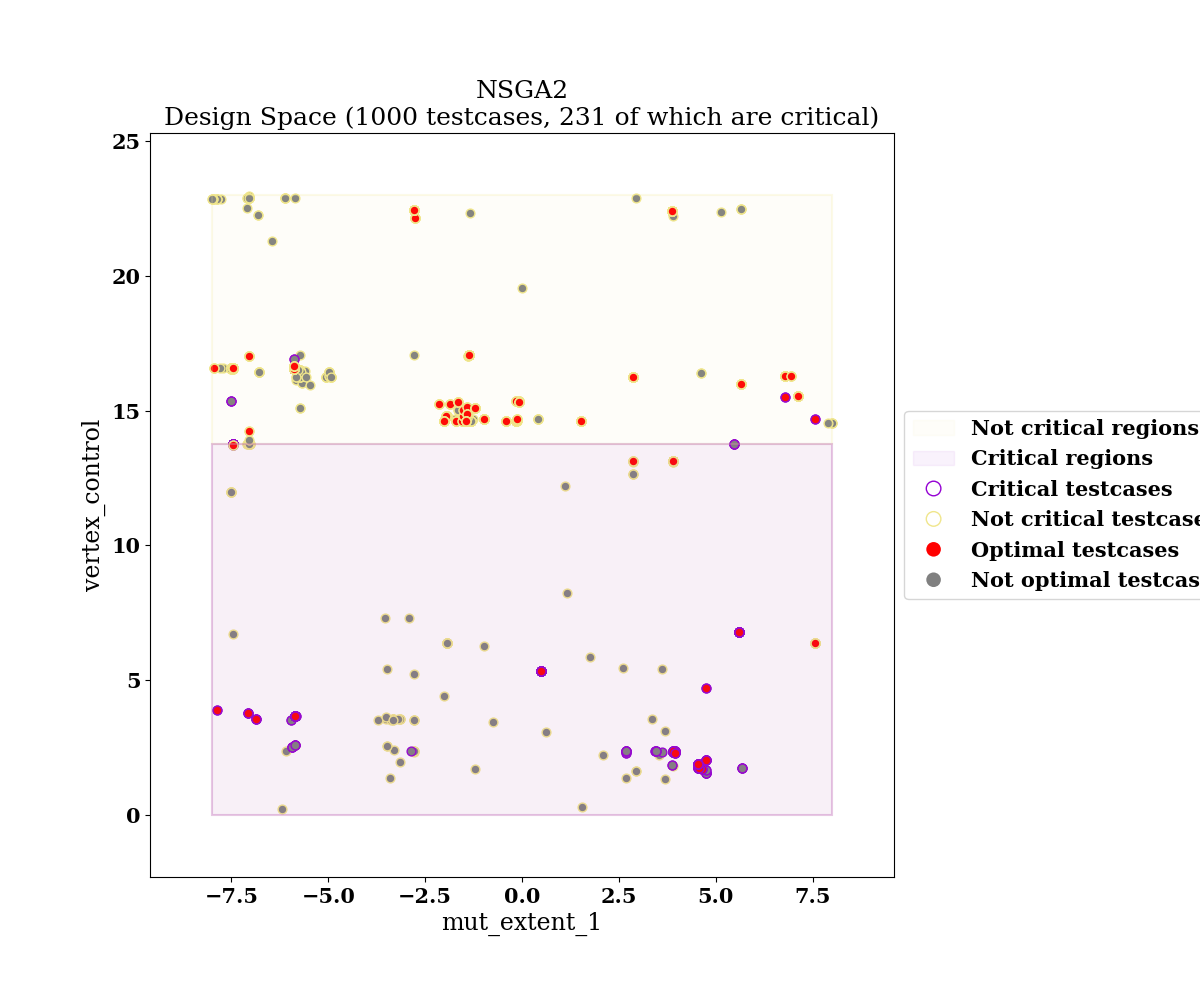 NSGA2
Design Space (1000 testcases, 231 of which are critical)
25
20
15
10
5
0
vertex_control
−7.5
−5.0
−2.5
0.0
2.5
5.0
7.5
mut_extent_1
Not critical regions
Critical regions
Critical testcases
Not critical testcase
Optimal testcases
Not optimal testcas